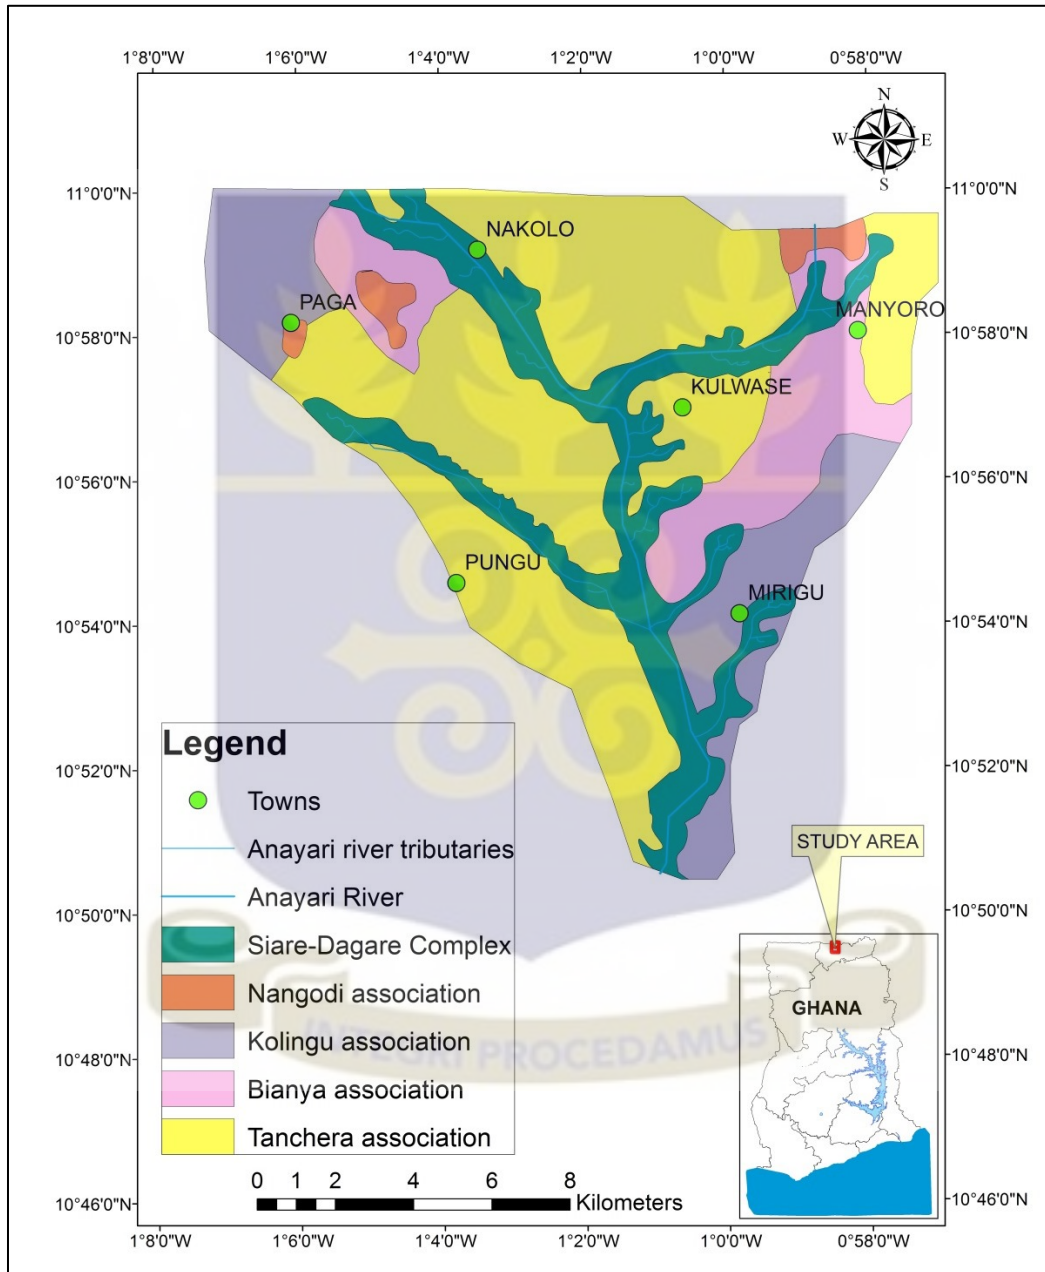 1°8'0"W 1°6'0"W 1°4'0"W 1°2'0"W 1°0'0"W 0°58'0"W
N
W E
S
11°0'0"N 11°0'0"N
NAKOLO
PAGA
MANYORO
10°58'0"N 10°58'0"N
KULWASE
10°56'0"N 10°56'0"N
PUNGU
MIRIGU
10°54'0"N 10°54'0"N
Legend
10°52'0"N 10°52'0"N
Towns
STUDY AREA
Anayari river tributaries
Anayari River
10°50'0"N 10°50'0"N
Siare-Dagare Complex
Nangodi association
GHANA
Kolingu association
INTEGRI PROCEDAMUS
10°48'0"N 10°48'0"N
Bianya association
Tanchera association
0 1 2 4 6 8
Kilometers
10°46'0"N 10°46'0"N
1°8'0"W 1°6'0"W 1°4'0"W 1°2'0"W 1°0'0"W 0°58'0"W